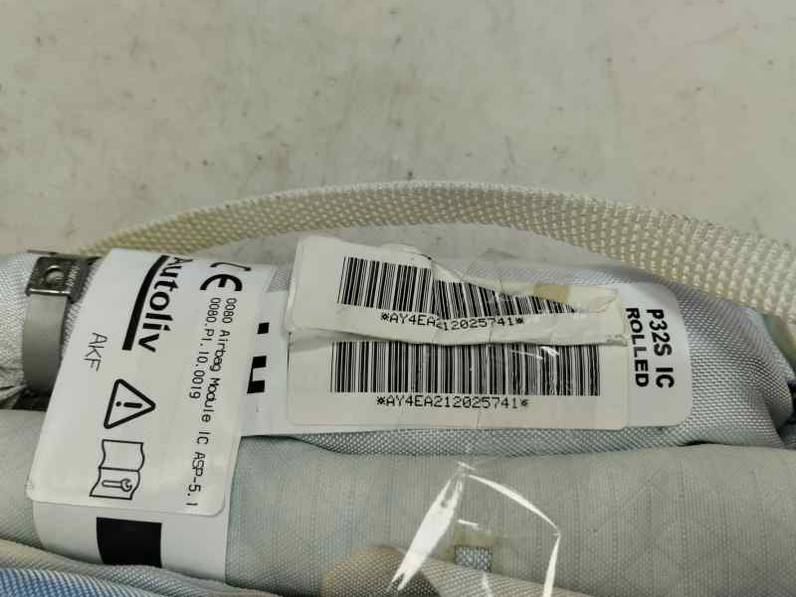 Autoliv
AKF
CE
0080 Airbag Module IC ASP-5.1
0080.P1.10.0019
*AY4EA212025741*
*AY4EA212025741*
P32S IC
ROLLED